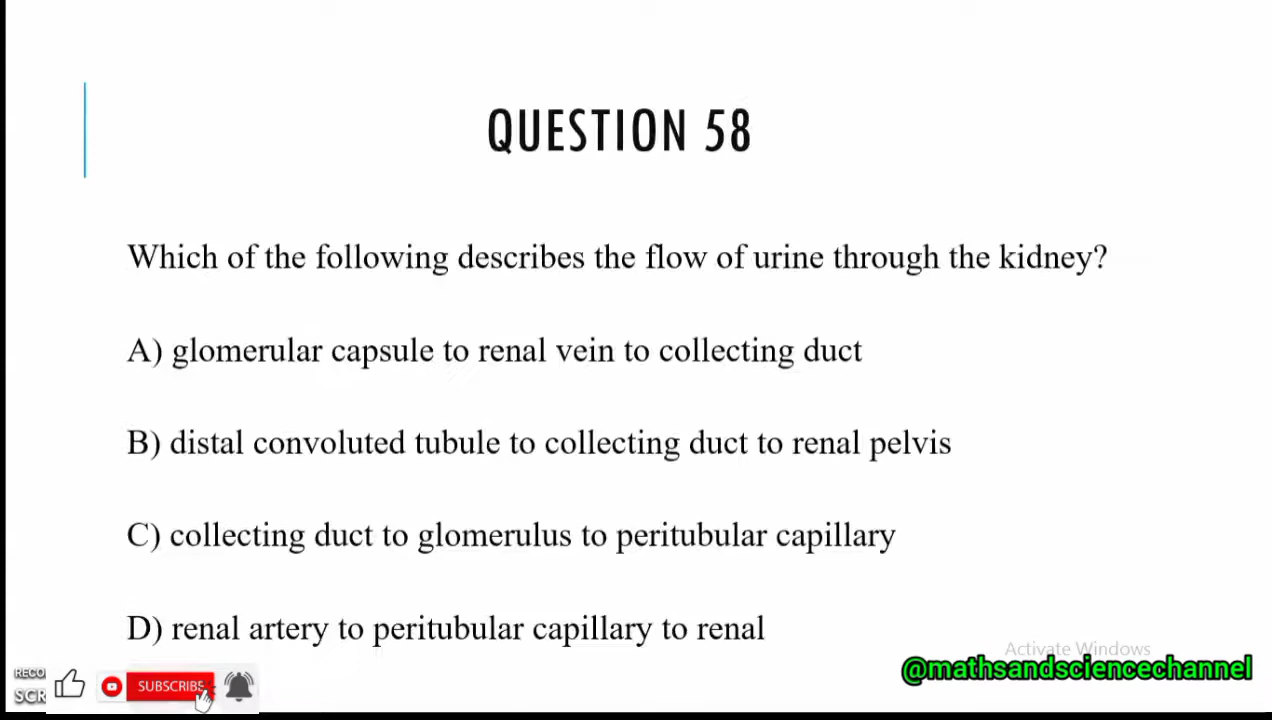 QUESTION 58
Which of the following describes the flow of urine through the kidney?
A) glomerular capsule to renal vein to collecting duct
B) distal convoluted tubule to collecting duct to renal pelvis
C) collecting duct to glomerulus to peritubular capillary
D) renal artery to peritubular capillary to renal
Activate Windows
@mathsandsciencechannel
RECO
SCR
SUBSCRIBE